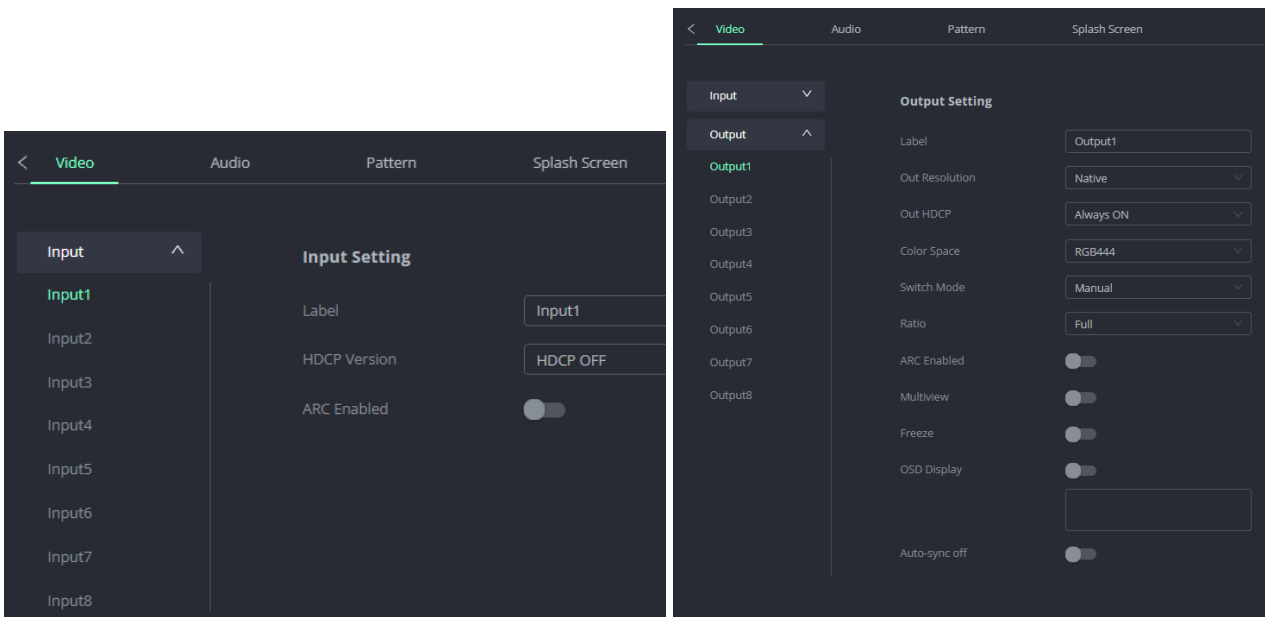 Video Audio Pattern Splash Screen
Input
Input1
Input2
Input3
Input4
Input5
Input6
Input7
Input8
Input Setting
Label Input1
HDCP Version HDCP OFF
ARC Enabled
Video Audio Pattern Splash Screen
Input
Output
Output1
Output2
Output3
Output4
Output5
Output6
Output7
Output8
Output Setting
Label Output1
Out Resolution Native
Out HDCP Always ON
Color Space RGB444
Switch Mode Manual
Ratio Full
ARC Enabled
Multiview
Freeze
OSD Display
Auto-sync off